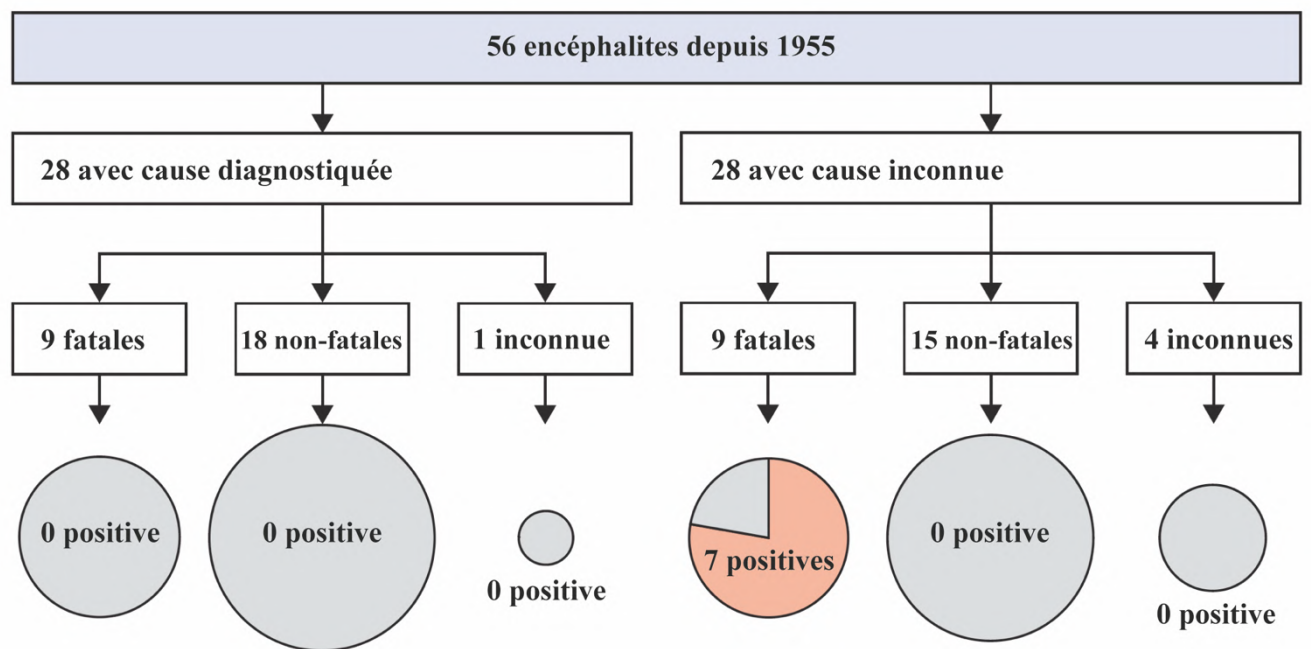 56 encéphalites depuis 1955
28 avec cause diagnostiquée
28 avec cause inconnue
9 fatales
18 non-fatales
1 inconnue
9 fatales
15 non-fatales
4 inconnues
0 positive
0 positive
0 positive
7 positives
0 positive
0 positive